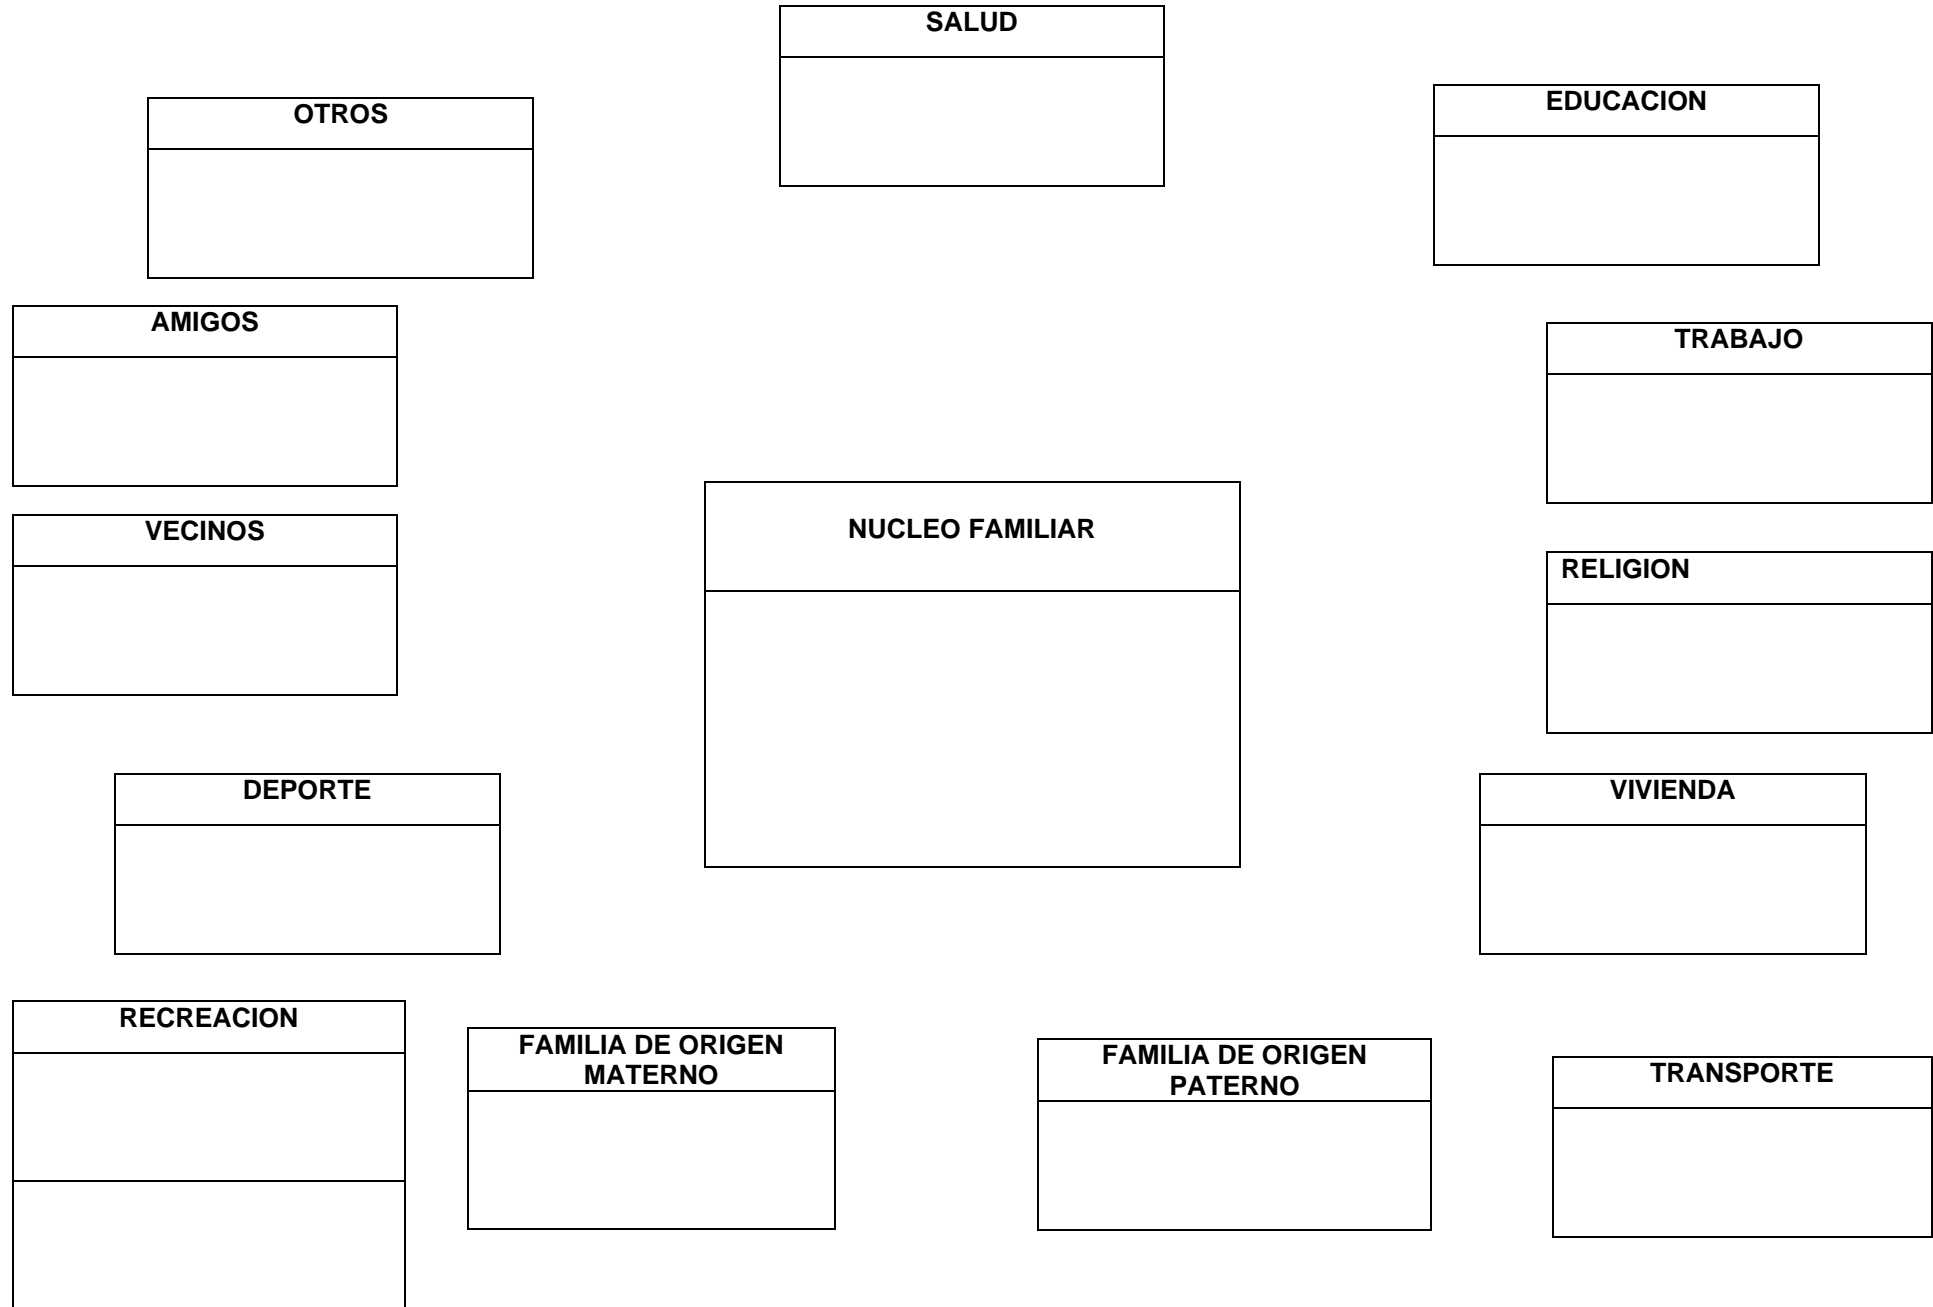 SALUD
OTROS
EDUCACION
AMIGOS
TRABAJO
VECINOS
NUCLEO FAMILIAR
RELIGION
DEPORTE
VIVIENDA
RECREACION
FAMILIA DE ORIGEN
MATERNO
FAMILIA DE ORIGEN
PATERNO
TRANSPORTE